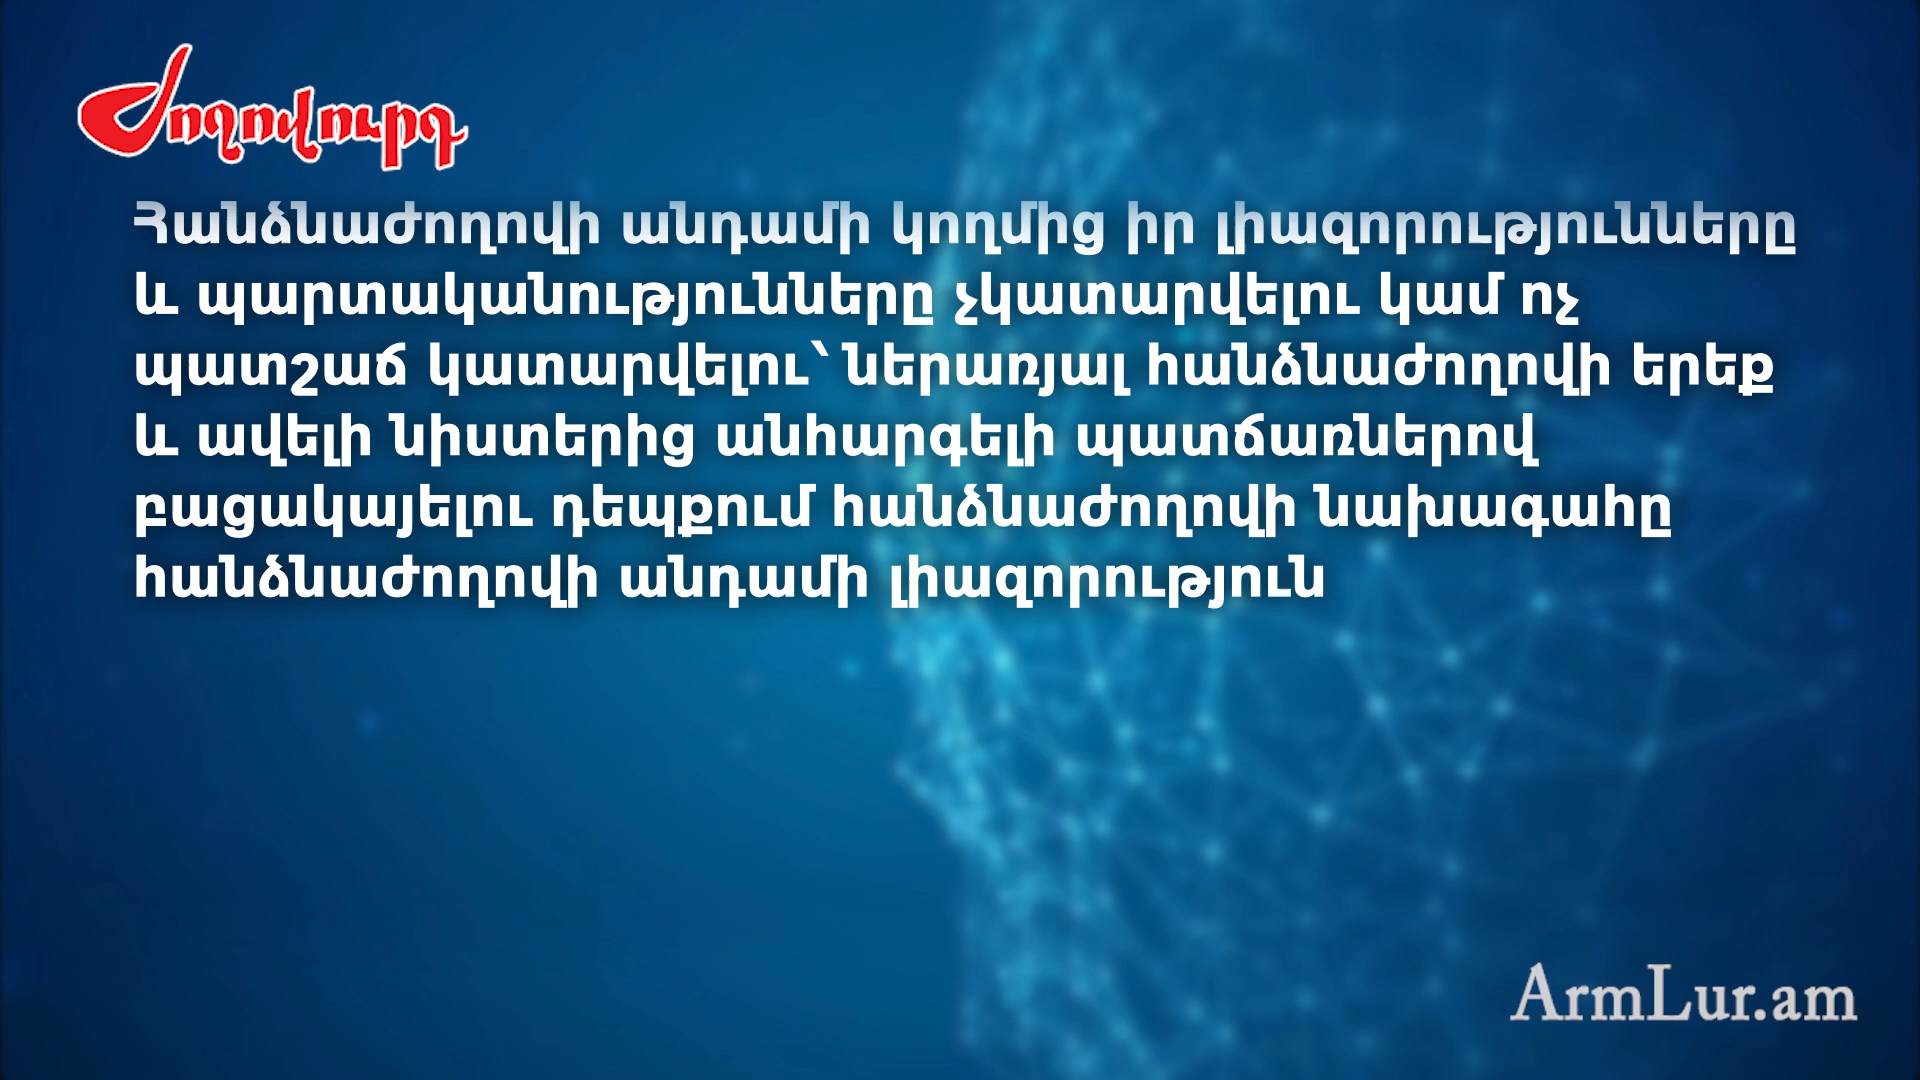 Ժողովուրդ
Հանձնաժողովի անդամի կողմից իր լիազորությունները
և պարտականությունները չկատարվելու կամ ոչ
պատշաճ կատարվելու՝ ներառյալ հանձնաժողովի երեք
և ավելի նիստերից անհարգելի պատճառներով
բացակայելու դեպքում հանձնաժողովի նախագահը
հանձնաժողովի անդամի լիազորություն
ArmLur.am